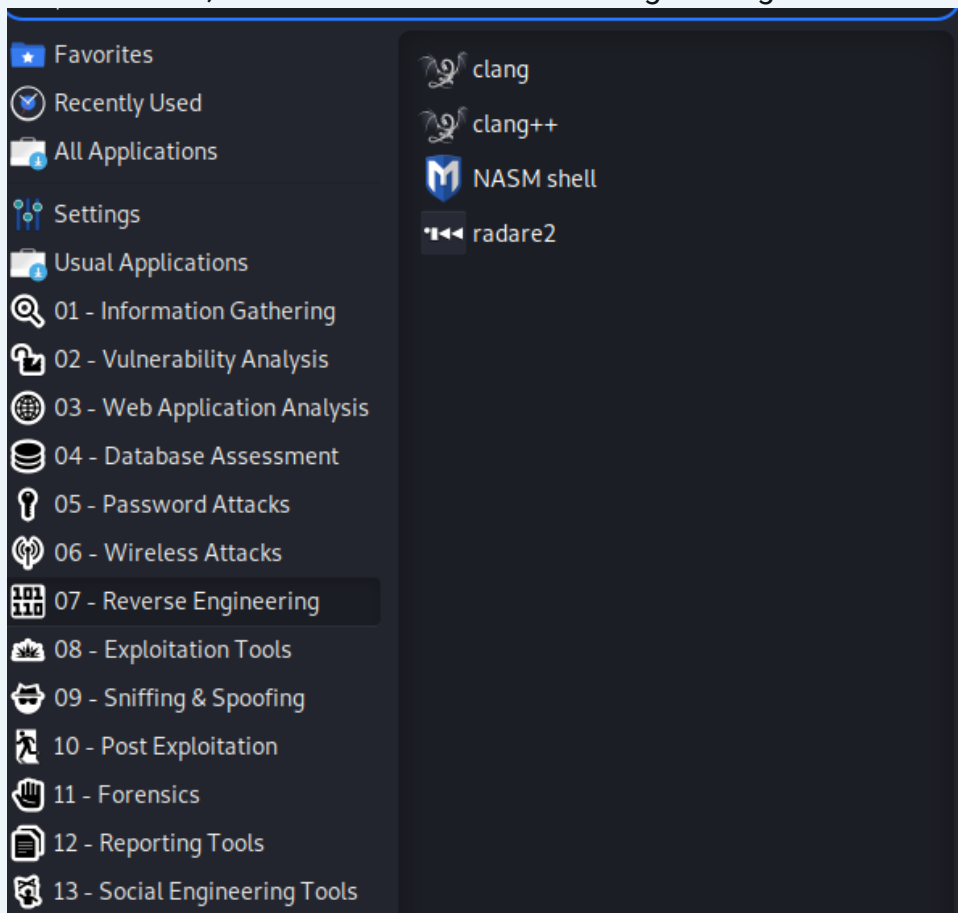 Favorites
Recently Used
All Applications
Settings
Usual Applications
01 - Information Gathering
02 - Vulnerability Analysis
03 - Web Application Analysis
04 - Database Assessment
05 - Password Attacks
06 - Wireless Attacks
07 - Reverse Engineering
08 - Exploitation Tools
09 - Sniffing & Spoofing
10 - Post Exploitation
11 - Forensics
12 - Reporting Tools
13 - Social Engineering Tools
clang
clang++
NASM shell
radare2